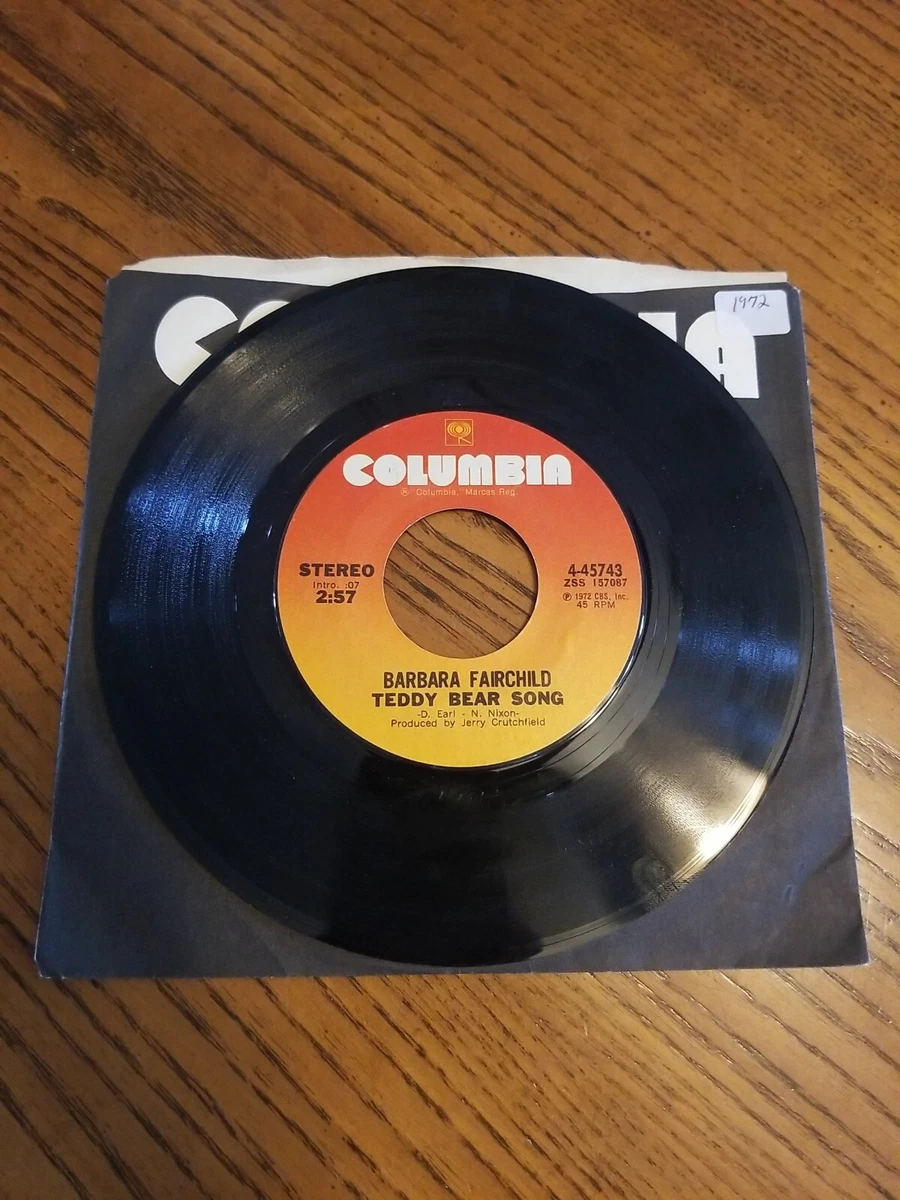 1972
COLUMBIA
® Columbia, Marcas Reg.
STEREO
Intro. :07
2:57
4-45743
ZSS 157087
℗ 1972 CBS, Inc.
45 RPM
BARBARA FAIRCHILD
TEDDY BEAR SONG
-D. Earl - N. Nixon-
Produced by Jerry Crutchfield